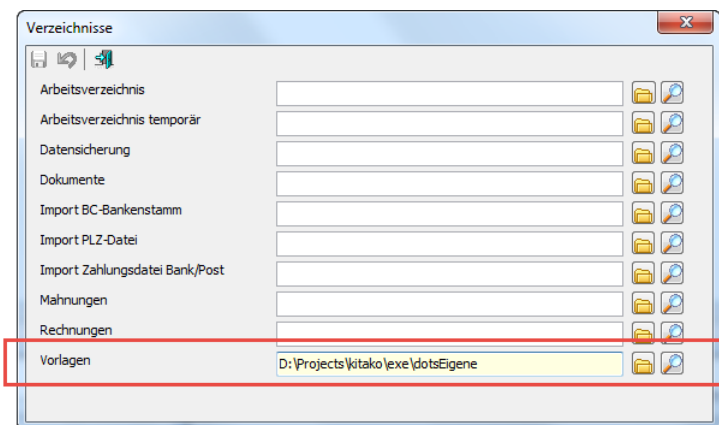 Verzeichnisse
Arbeitsverzeichnis
Arbeitsverzeichnis temporär
Datensicherung
Dokumente
Import BC-Bankenstamm
Import PLZ-Datei
Import Zahlungsdatei Bank/Post
Mahnungen
Rechnungen
Vorlagen D:\Projects\kitako\exe\dotsEigene